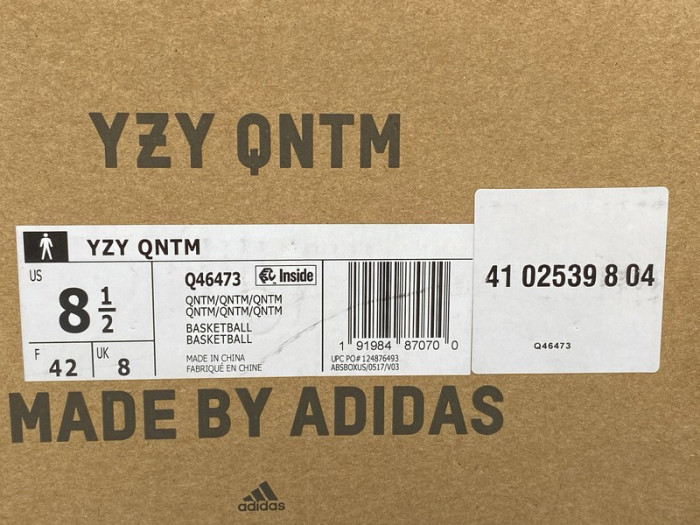 YƵY QNTM
YZY QNTM
US
8 1/2
F
42
UK
8
Q46473
Inside
QNTM/QNTM/QNTM
QNTM/QNTM/QNTM
BASKETBALL
BASKETBALL
MADE IN CHINA
FABRIQUÉ EN CHINE
1 91984 87070 0
UPC PO# 124876493
ABSBOXUS/0517/V03
41 02539 8 04
Q46473
MADE BY ADIDAS
adidas